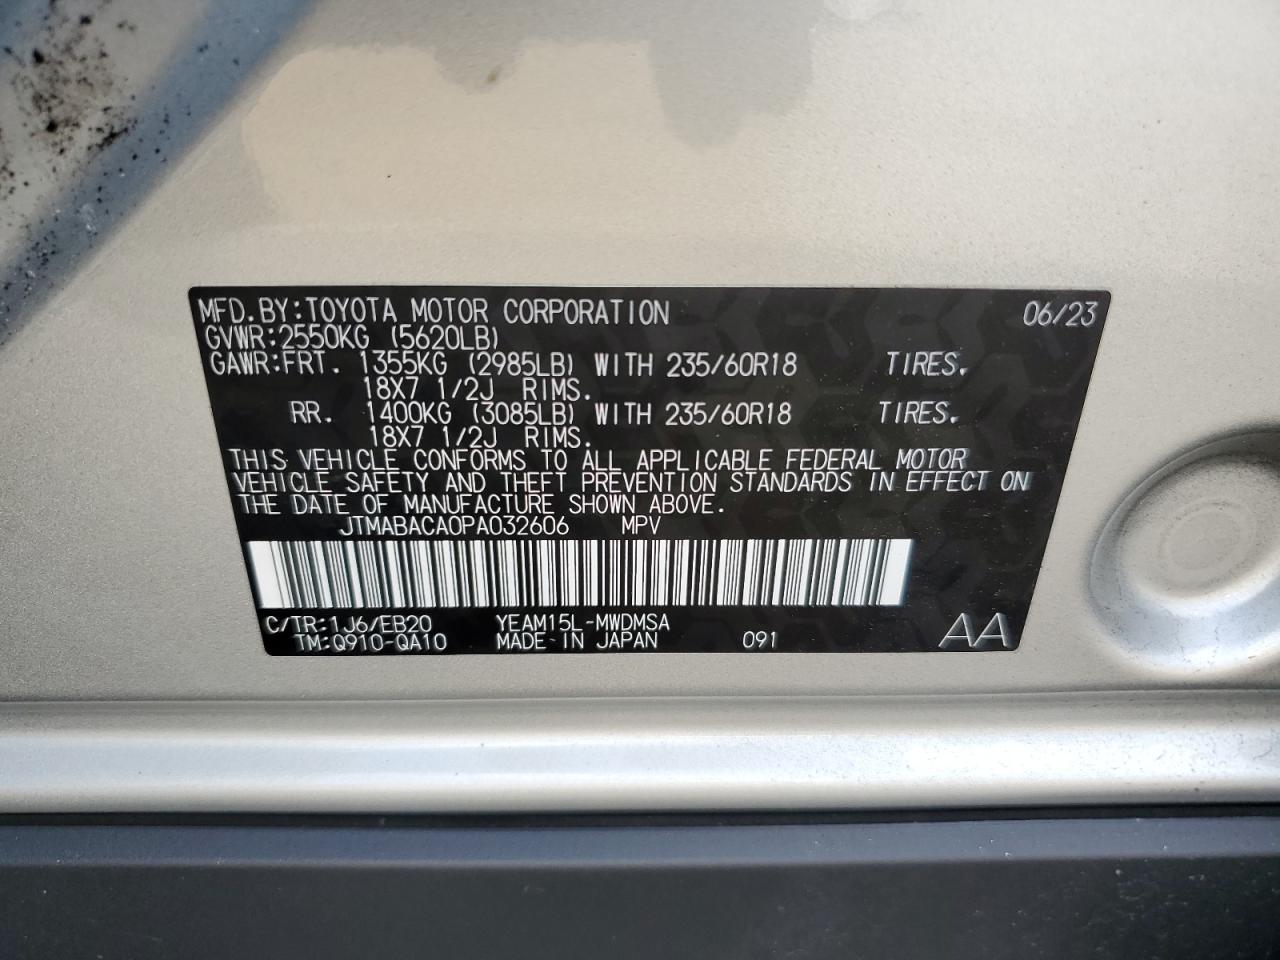 MFD.BY:TOYOTA MOTOR CORPORATION 06/23
GVWR:2550KG (5620LB)
GAWR:FRT. 1355KG (2985LB) WITH 235/60R18 TIRES.
18X7 1/2J RIMS.
RR. 1400KG (3085LB) WITH 235/60R18 TIRES.
18X7 1/2J RIMS.
THIS VEHICLE CONFORMS TO ALL APPLICABLE FEDERAL MOTOR
VEHICLE SAFETY AND THEFT PREVENTION STANDARDS IN EFFECT ON
THE DATE OF MANUFACTURE SHOWN ABOVE.
JTMABACA0PA032606 MPV
C/TR:1J6/EB20 YEAM15L-MWDMSA
TM:Q910-QA10 MADE IN JAPAN 091 AA